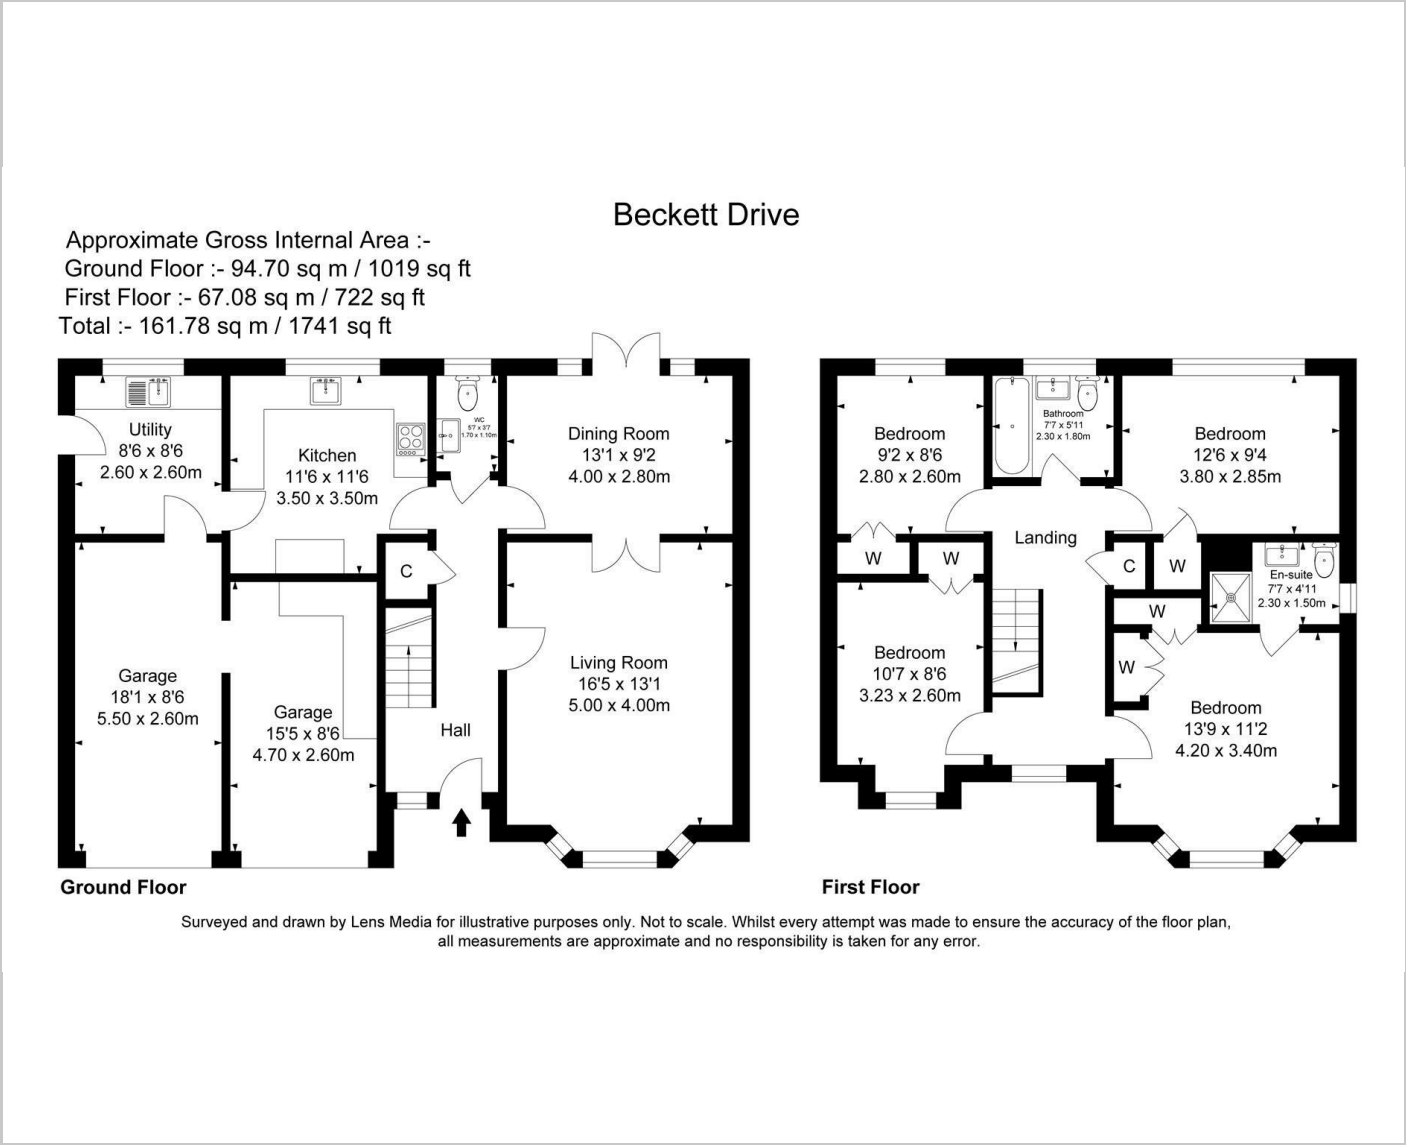 Beckett Drive
Approximate Gross Internal Area :-
Ground Floor :- 94.70 sq m / 1019 sq ft
First Floor :- 67.08 sq m / 722 sq ft
Total :- 161.78 sq m / 1741 sq ft
Utility
8'6 x 8'6
2.60 x 2.60m
Kitchen
11'6 x 11'6
3.50 x 3.50m
WC
5'7 x 3'7
1.70 x 1.10m
Dining Room
13'1 x 9'2
4.00 x 2.80m
C
Garage
18'1 x 8'6
5.50 x 2.60m
Garage
15'5 x 8'6
4.70 x 2.60m
Hall
Living Room
16'5 x 13'1
5.00 x 4.00m
Ground Floor
Bedroom
9'2 x 8'6
2.80 x 2.60m
Bathroom
7'7 x 5'11
2.30 x 1.80m
Bedroom
12'6 x 9'4
3.80 x 2.85m
Landing
W
W
C
W
En-suite
7'7 x 4'11
2.30 x 1.50m
W
W
Bedroom
10'7 x 8'6
3.23 x 2.60m
Bedroom
13'9 x 11'2
4.20 x 3.40m
First Floor
Surveyed and drawn by Lens Media for illustrative purposes only. Not to scale. Whilst every attempt was made to ensure the accuracy of the floor plan,
all measurements are approximate and no responsibility is taken for any error.